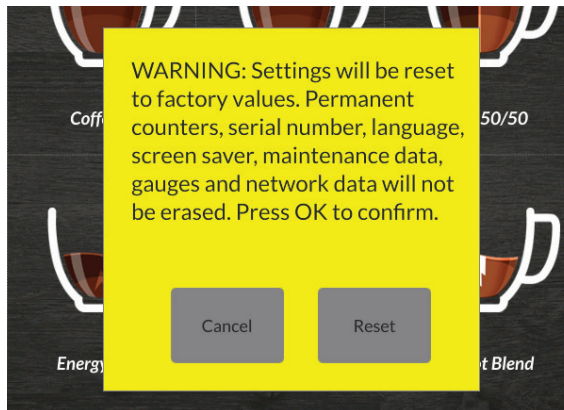 WARNING: Settings will be reset
to factory values. Permanent
counters, serial number, language,
screen saver, maintenance data,
gauges and network data will not
be erased. Press OK to confirm.
50/50
Cancel
Reset
Energy
Blend